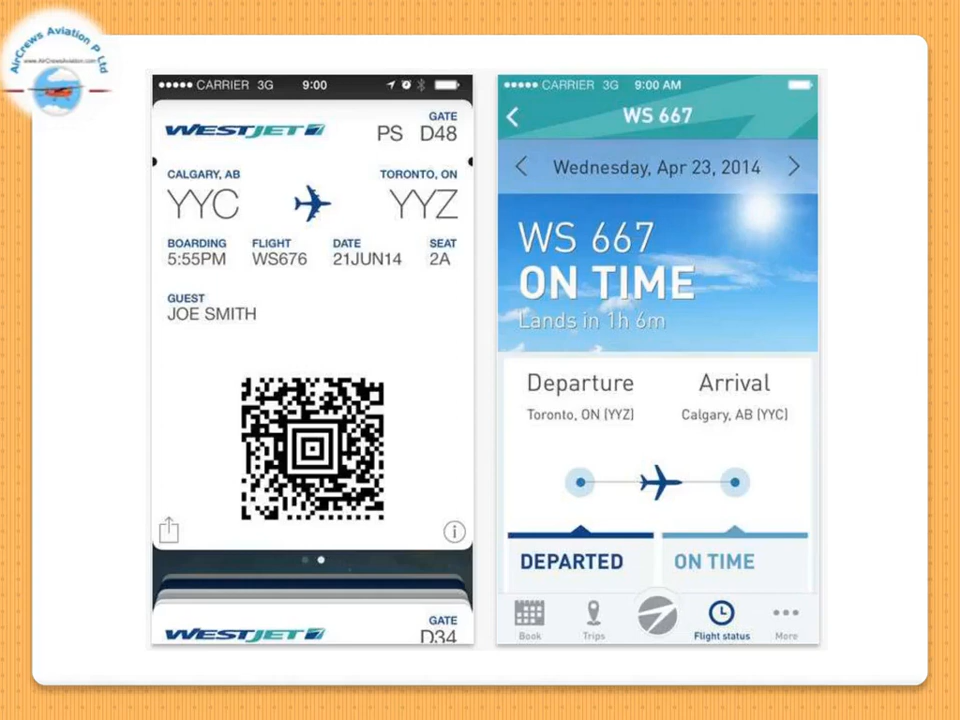 AirCrews Aviation P Ltd
www.AirCrewsAviation.com
CARRIER 3G 9:00
WESTJET
GATE
PS D48
CALGARY, AB TORONTO, ON
YYC YYZ
BOARDING FLIGHT DATE SEAT
5:55PM WS676 21JUN14 2A
GUEST
JOE SMITH
WESTJET
GATE
D34
CARRIER 3G 9:00 AM
WS 667
Wednesday, Apr 23, 2014
WS 667
ON TIME
Lands in 1h 6m
Departure Arrival
Toronto, ON (YYZ) Calgary, AB (YYC)
DEPARTED ON TIME
Book Trips Flight status More